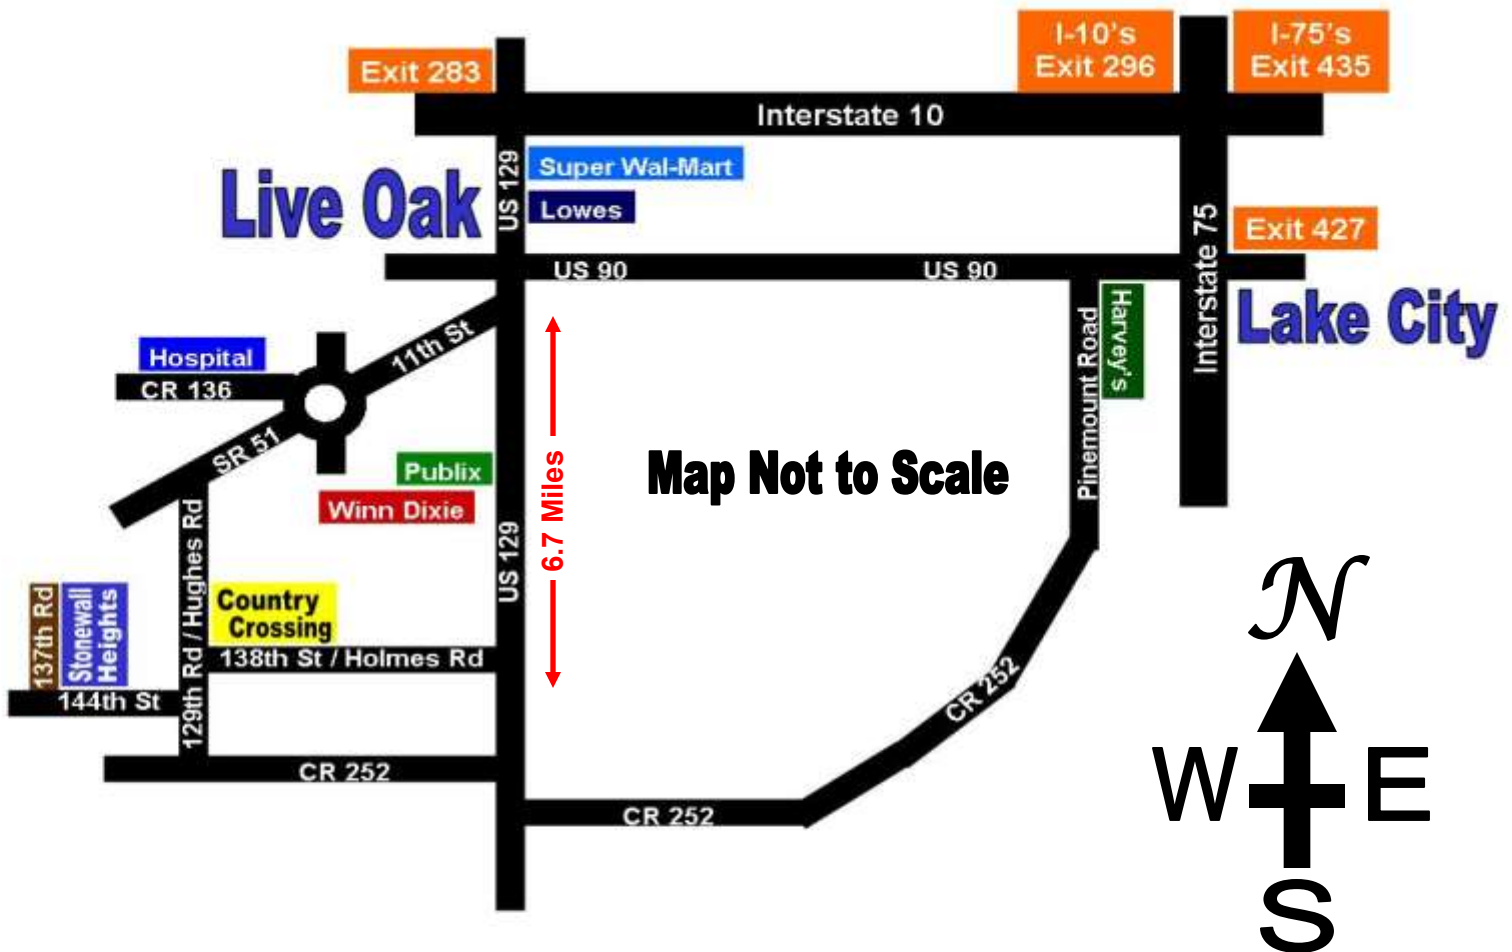 I-10's
Exit 296
I-75's
Exit 435
Exit 283
Interstate 10
US 129
Super Wal-Mart
Live Oak
Lowes
Interstate 75
Exit 427
US 90
US 90
Lake City
Harvey's
Pinemount Road
11th St
Hospital
CR 136
SR 51
Publix
Winn Dixie
Map Not to Scale
6.7 Miles
US 129
129th Rd / Hughes Rd
137th Rd
Stonewall
Heights
Country
Crossing
138th St / Holmes Rd
144th St
CR 252
CR 252
CR 252
N
W
E
S